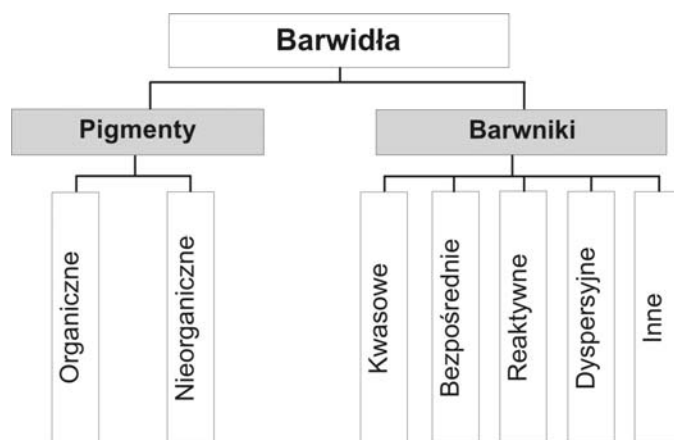 Barwidła
Pigmenty
Barwniki
Organiczne
Nieorganiczne
Kwasowe
Bezpośrednie
Reaktywne
Dyspersyjne
Inne